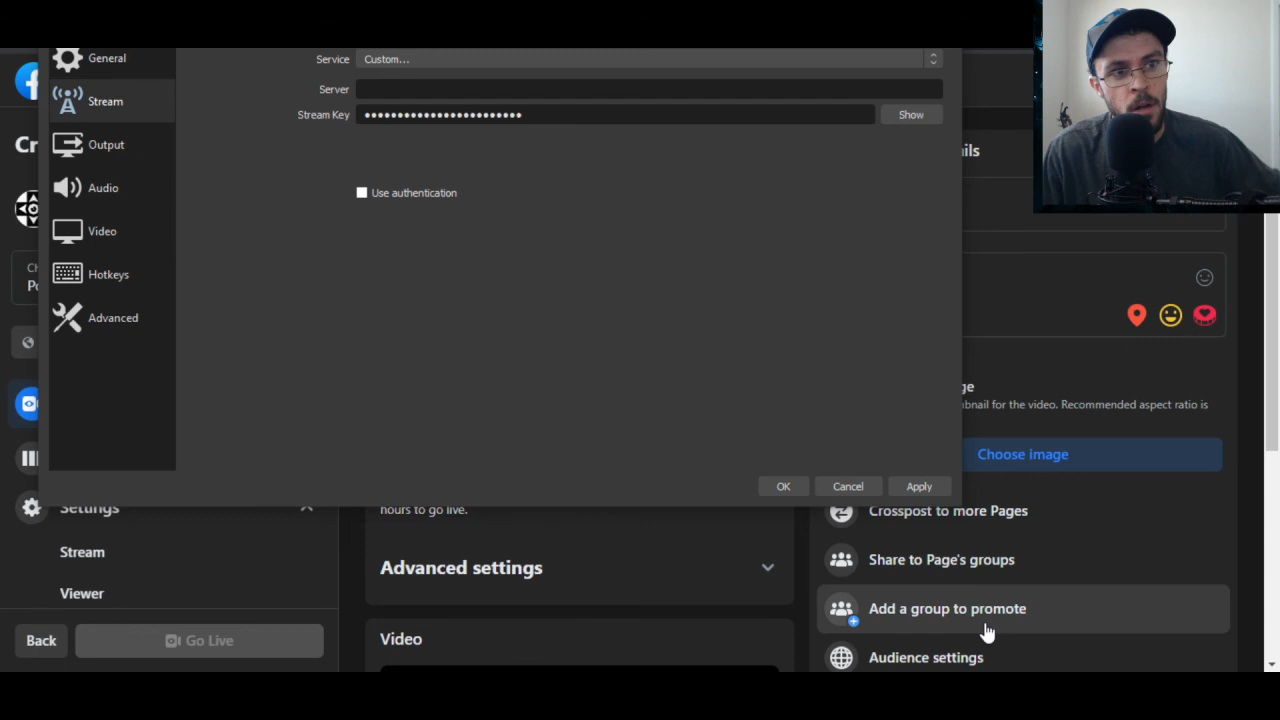 General
Stream
Output
Audio
Video
Hotkeys
Advanced
Service Custom...
Server
Stream Key ••••••••••••••••••••••••
Show
Use authentication
OK
Cancel
Apply
Cr
Settings
Stream
Viewer
Back
Go Live
hours to go live.
Advanced settings
Video
ils
ge
bnail for the video. Recommended aspect ratio is
Choose image
Crosspost to more Pages
Share to Page's groups
Add a group to promote
Audience settings